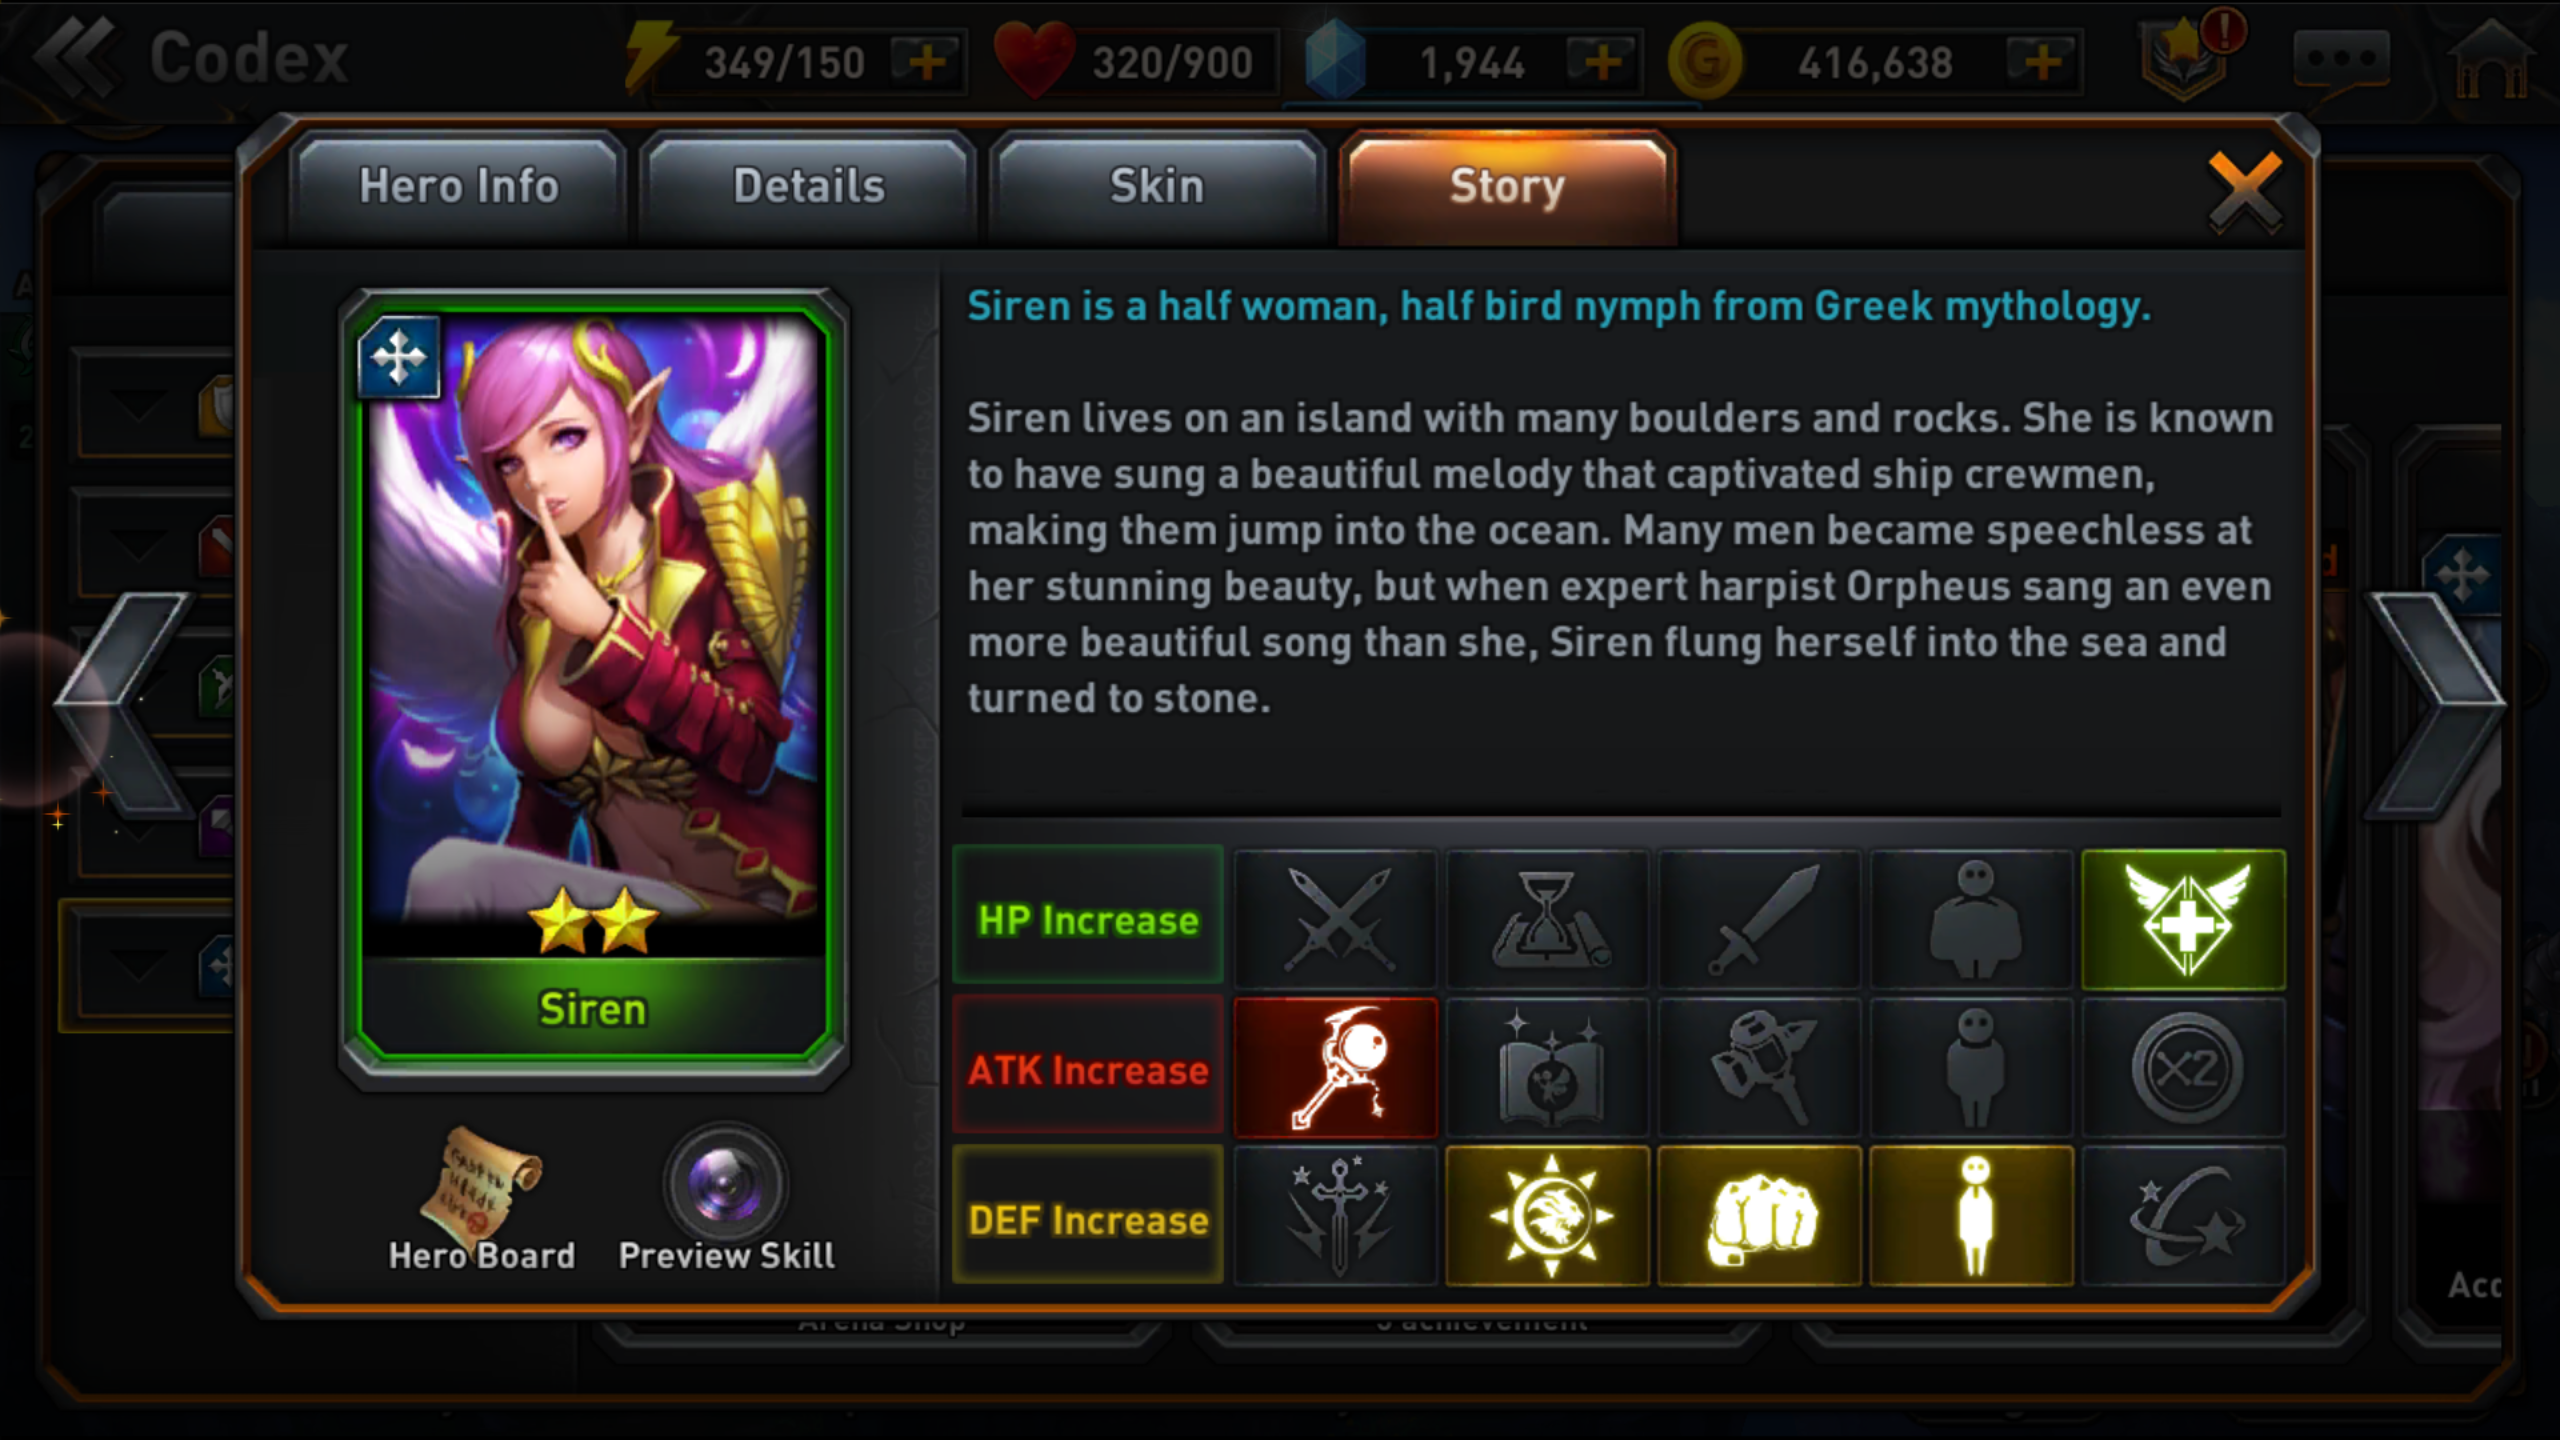 Codex
349/150
320/900
1,944
416,638
Hero Info
Details
Skin
Story
Siren is a half woman, half bird nymph from Greek mythology.
Siren lives on an island with many boulders and rocks. She is known
to have sung a beautiful melody that captivated ship crewmen,
making them jump into the ocean. Many men became speechless at
her stunning beauty, but when expert harpist Orpheus sang an even
more beautiful song than she, Siren flung herself into the sea and
turned to stone.
Siren
Hero Board
Preview Skill
HP Increase
ATK Increase
X2
DEF Increase
Arena Shop
achievement